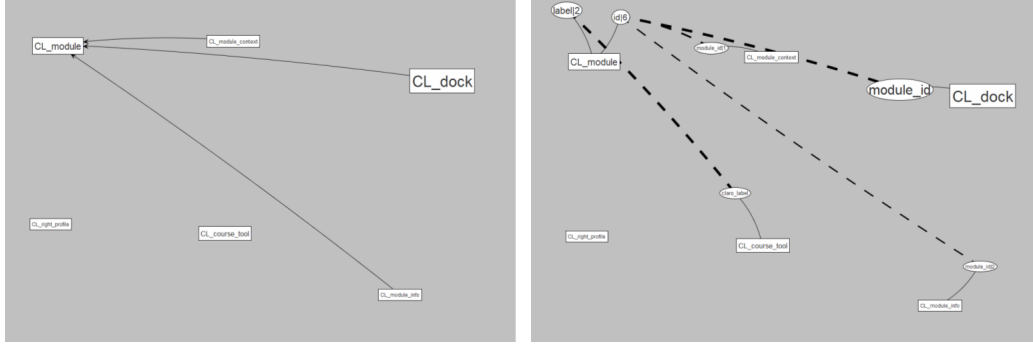 CL_module
CL_module_context
CL_dock
CL_right_profile
CL_course_tool
CL_module_info
label|2
id|6
CL_module
module_id|1
CL_module_context
module_id
CL_dock
claro_label
CL_right_profile
CL_course_tool
CL_module_info